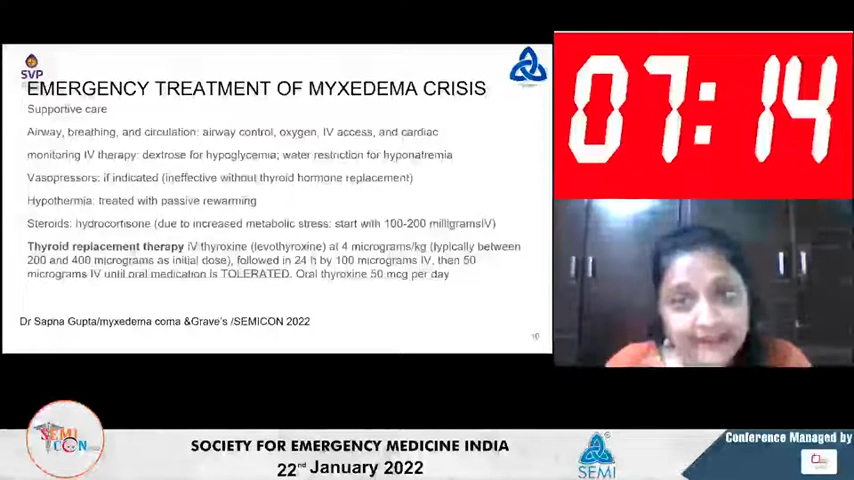 SVP
EMERGENCY TREATMENT OF MYXEDEMA CRISIS
Supportive care
Airway, breathing, and circulation: airway control, oxygen, IV access, and cardiac
monitoring IV therapy: dextrose for hypoglycemia; water restriction for hyponatremia
Vasopressors: if indicated (ineffective without thyroid hormone replacement)
Hypothermia: treated with passive rewarming
Steroids: hydrocortisone (due to increased metabolic stress: start with 100-200 milligramsIV)
Thyroid replacement therapy IV thyroxine (levothyroxine) at 4 micrograms/kg (typically between
200 and 400 micrograms as initial dose), followed in 24 h by 100 micrograms IV, then 50
micrograms IV until oral medication is TOLERATED. Oral thyroxine 50 mcg per day
Dr Sapna Gupta/myxedema coma &Grave's /SEMICON 2022
10
07:14
SEMI
CON
SOCIETY FOR EMERGENCY MEDICINE INDIA
22nd January 2022
SEMI
Conference Managed by